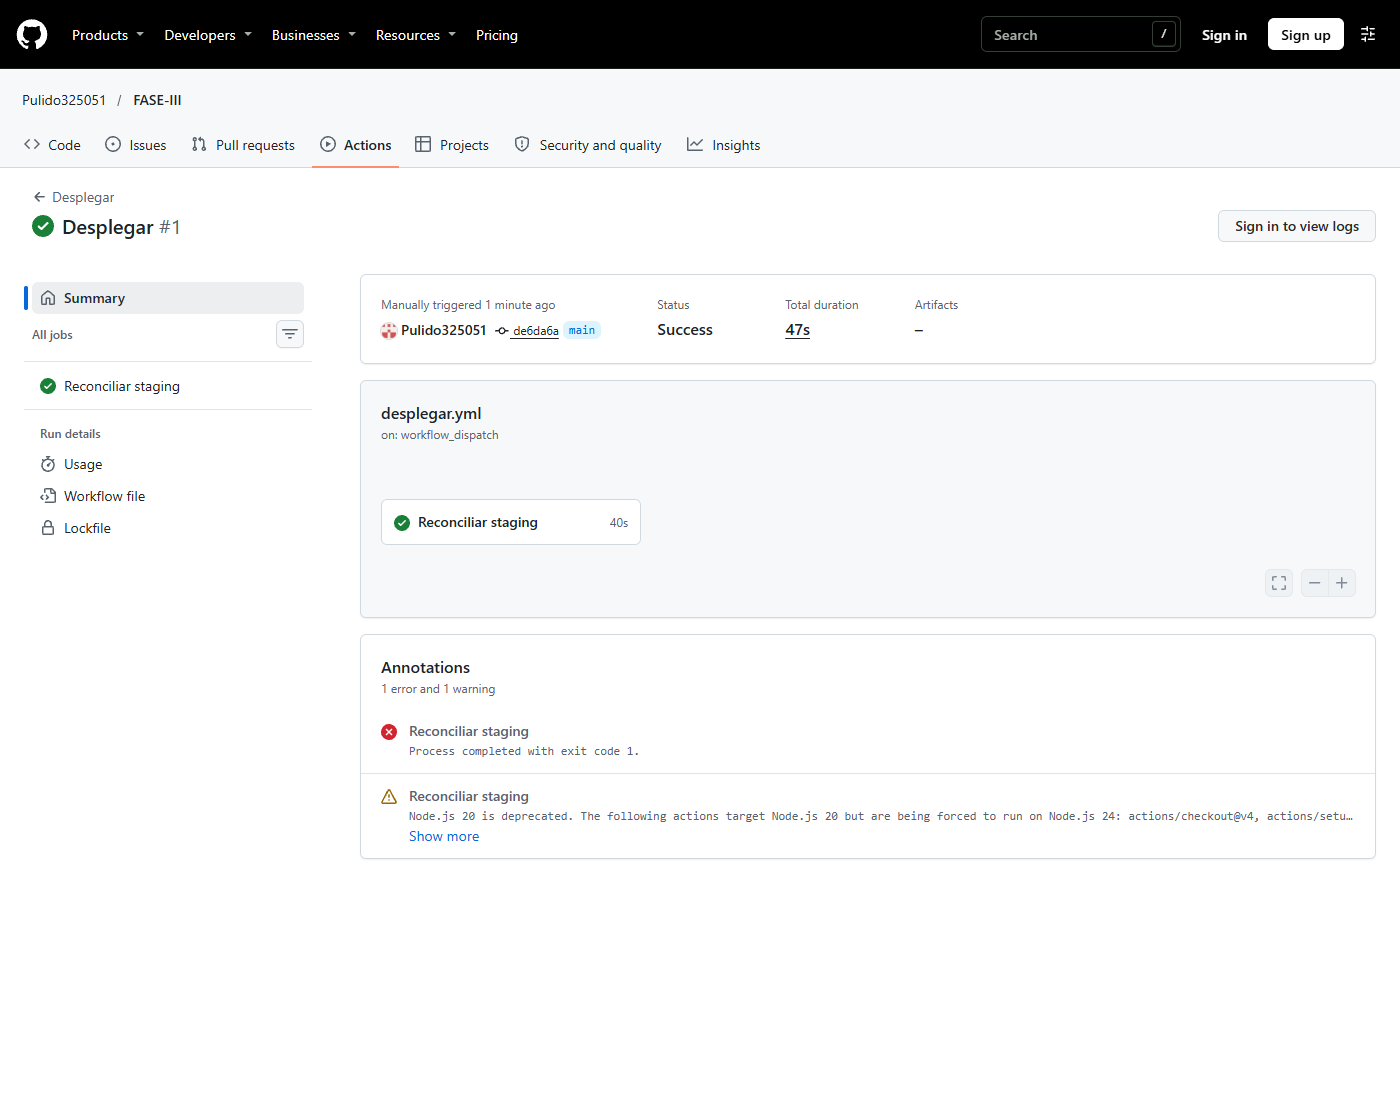 Products Developers Businesses Resources Pricing Search / Sign in Sign up
Pulido325051 / FASE-III
Code Issues Pull requests Actions Projects Security and quality Insights
Desplegar
Desplegar #1
Sign in to view logs
Summary
All jobs
Reconciliar staging
Run details
Usage
Workflow file
Lockfile
Manually triggered 1 minute ago Status Total duration Artifacts
Pulido325051 de6da6a main Success 47s –
desplegar.yml
on: workflow_dispatch
Reconciliar staging 40s
Annotations
1 error and 1 warning
Reconciliar staging
Process completed with exit code 1.
Reconciliar staging
Node.js 20 is deprecated. The following actions target Node.js 20 but are being forced to run on Node.js 24: actions/checkout@v4, actions/setu…
Show more